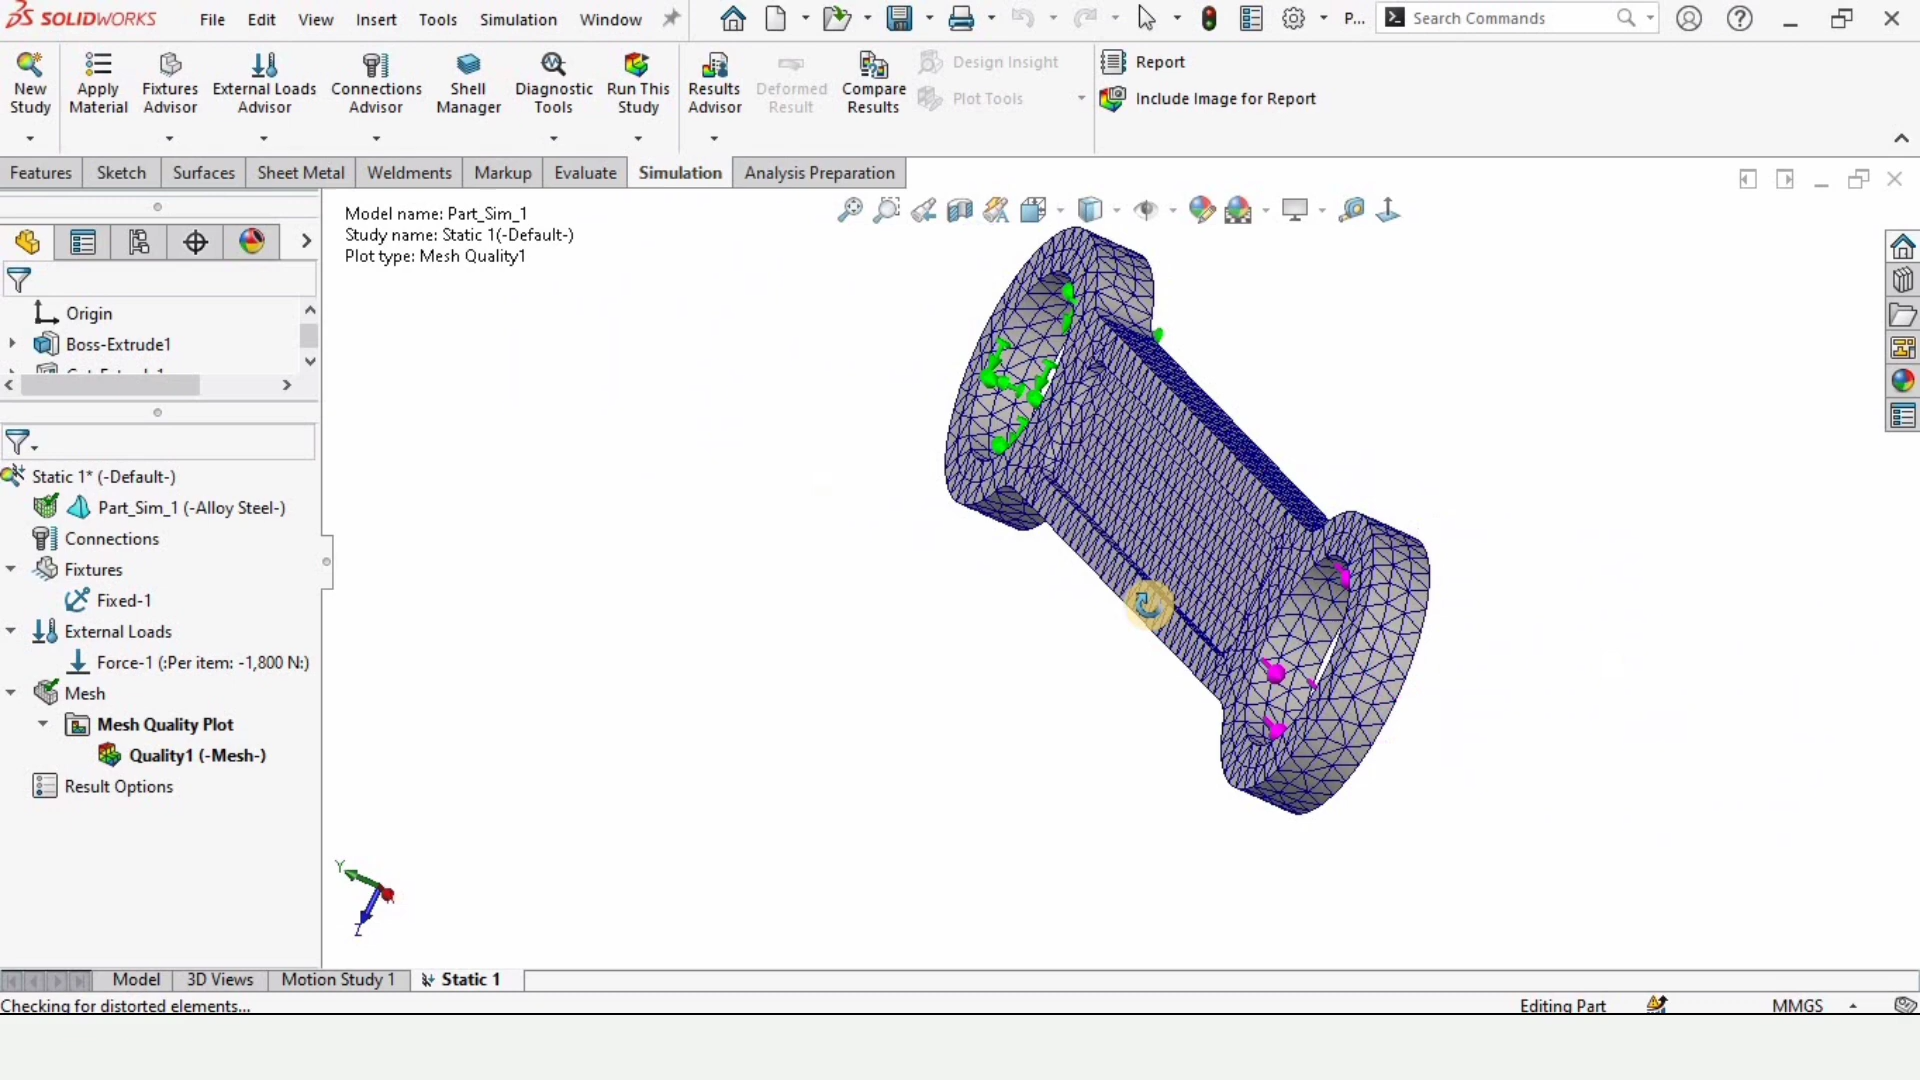 SOLIDWORKS File Edit View Insert Tools Simulation Window P... Search Commands
New Study
Apply Material
Fixtures Advisor
External Loads Advisor
Connections Advisor
Shell Manager
Diagnostic Tools
Run This Study
Results Advisor
Deformed Result
Compare Results
Design Insight
Plot Tools
Report
Include Image for Report
Features Sketch Surfaces Sheet Metal Weldments Markup Evaluate Simulation Analysis Preparation
Model name: Part_Sim_1
Study name: Static 1(-Default-)
Plot type: Mesh Quality1
Origin
Boss-Extrude1
Static 1* (-Default-)
Part_Sim_1 (-Alloy Steel-)
Connections
Fixtures
Fixed-1
External Loads
Force-1 (:Per item: -1,800 N:)
Mesh
Mesh Quality Plot
Quality1 (-Mesh-)
Result Options
Y
Z
Model 3D Views Motion Study 1 Static 1
Checking for distorted elements... Editing Part MMGS